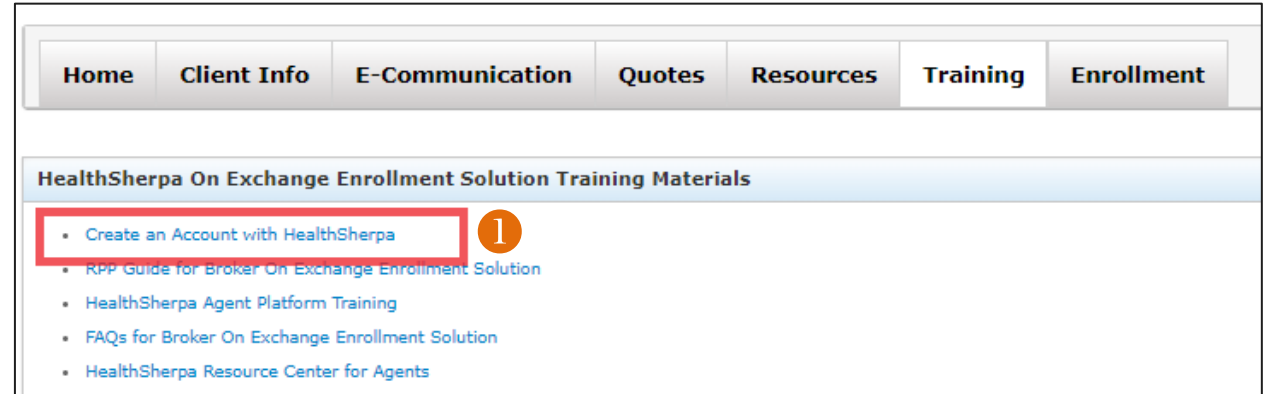 Home Client Info E-Communication Quotes Resources Training Enrollment
HealthSherpa On Exchange Enrollment Solution Training Materials
• Create an Account with HealthSherpa
1
• RPP Guide for Broker On Exchange Enrollment Solution
• HealthSherpa Agent Platform Training
• FAQs for Broker On Exchange Enrollment Solution
• HealthSherpa Resource Center for Agents